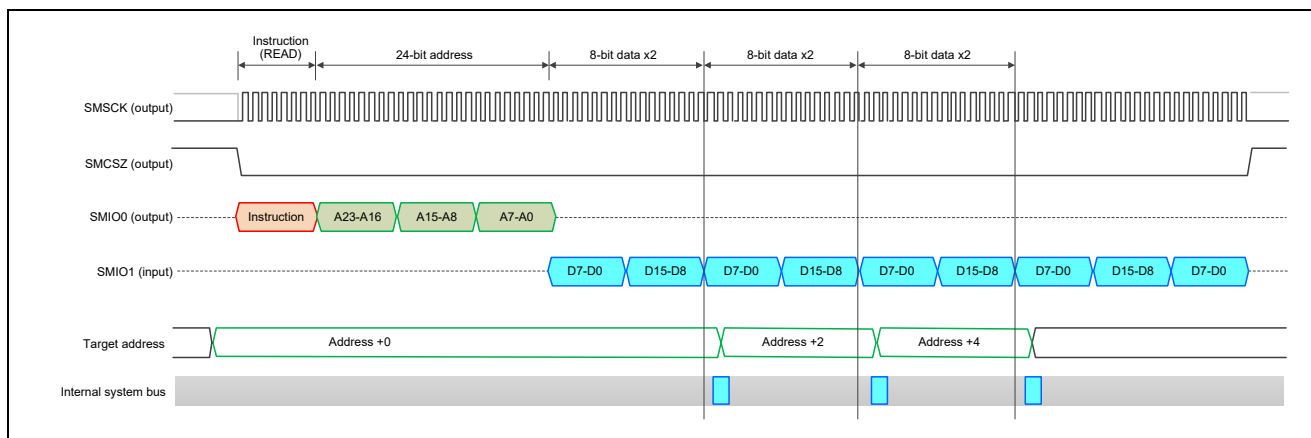 Instruction
(READ)
24-bit address
8-bit data x2
8-bit data x2
8-bit data x2
SMSCK (output)
SMCSZ (output)
SMIO0 (output)
Instruction
A23-A16
A15-A8
A7-A0
SMIO1 (input)
D7-D0
D15-D8
D7-D0
D15-D8
D7-D0
D15-D8
D7-D0
D15-D8
D7-D0
Target address
Address +0
Address +2
Address +4
Internal system bus